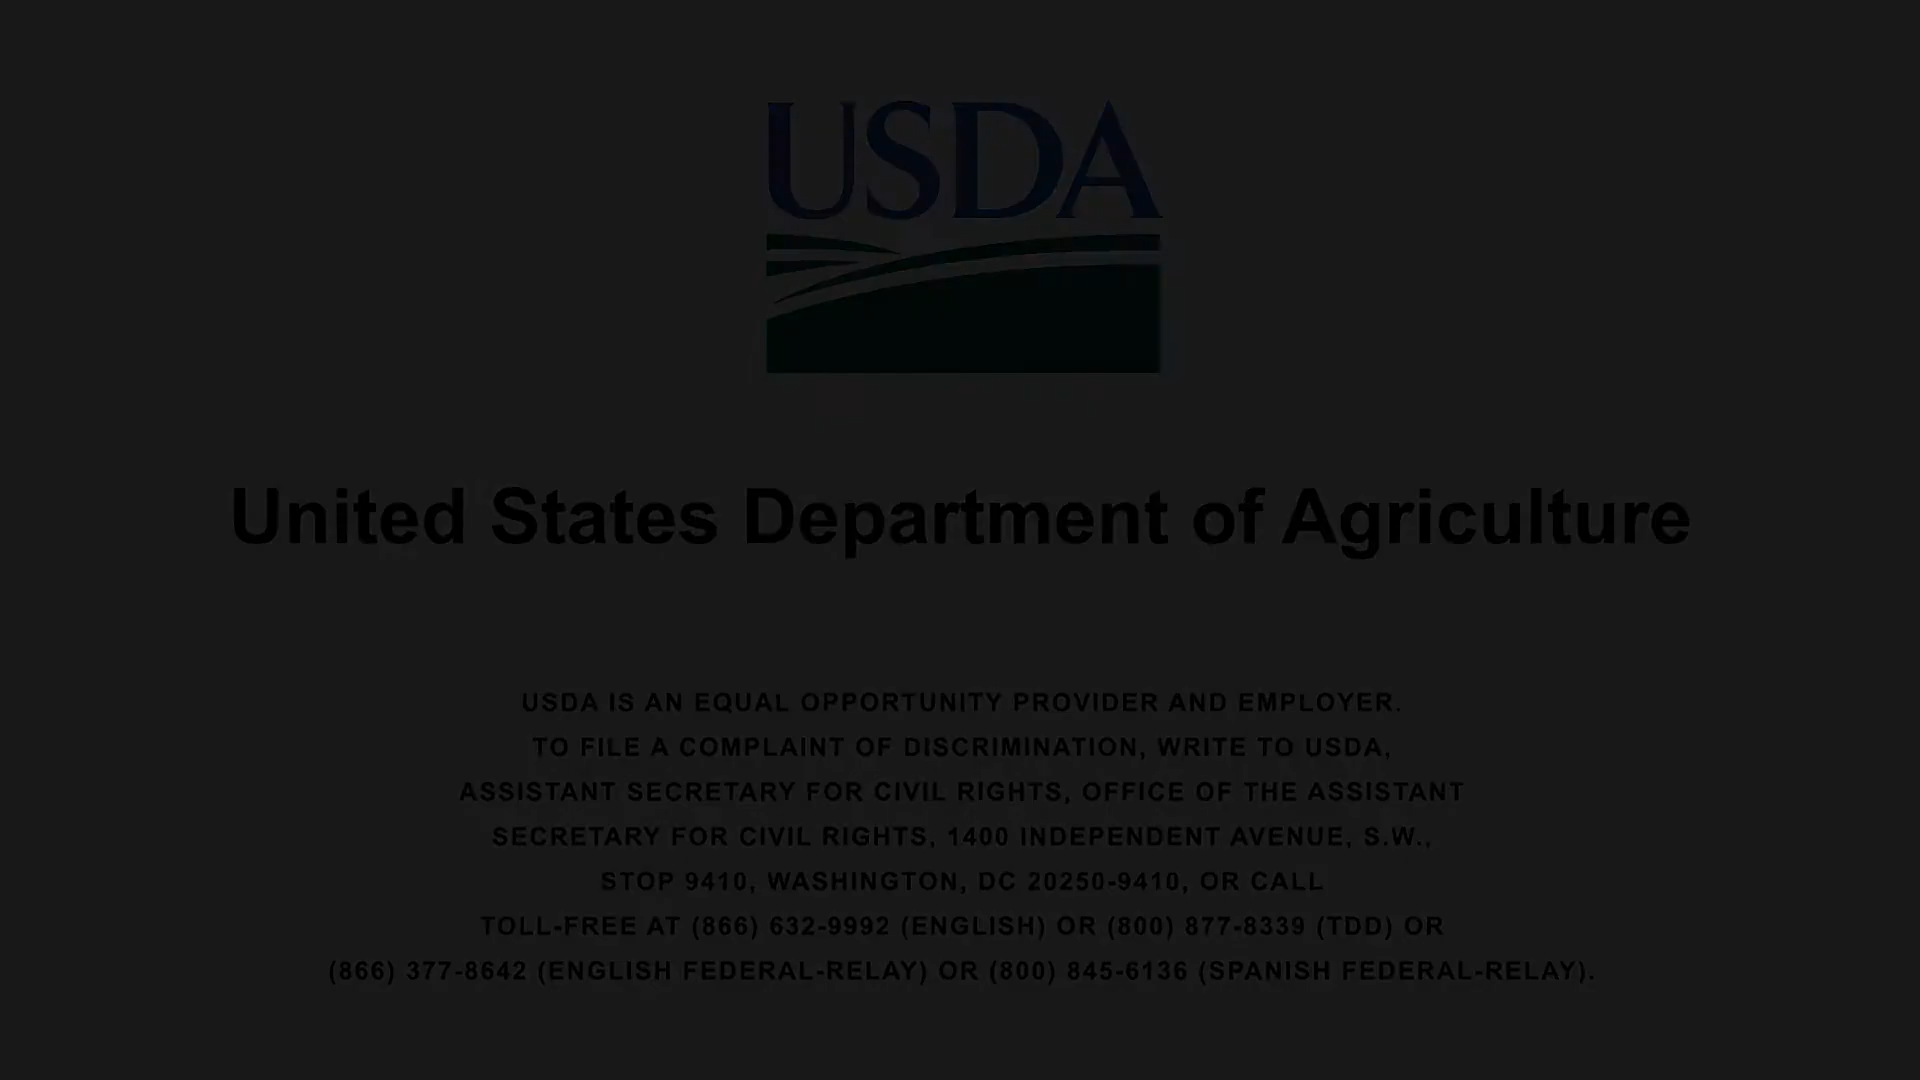 USDA
United States Department of Agriculture
USDA IS AN EQUAL OPPORTUNITY PROVIDER AND EMPLOYER.
TO FILE A COMPLAINT OF DISCRIMINATION, WRITE TO USDA,
ASSISTANT SECRETARY FOR CIVIL RIGHTS, OFFICE OF THE ASSISTANT
SECRETARY FOR CIVIL RIGHTS, 1400 INDEPENDENT AVENUE, S.W.,
STOP 9410, WASHINGTON, DC 20250-9410, OR CALL
TOLL-FREE AT (866) 632-9992 (ENGLISH) OR (800) 877-8339 (TDD) OR
(866) 377-8642 (ENGLISH FEDERAL-RELAY) OR (800) 845-6136 (SPANISH FEDERAL-RELAY).